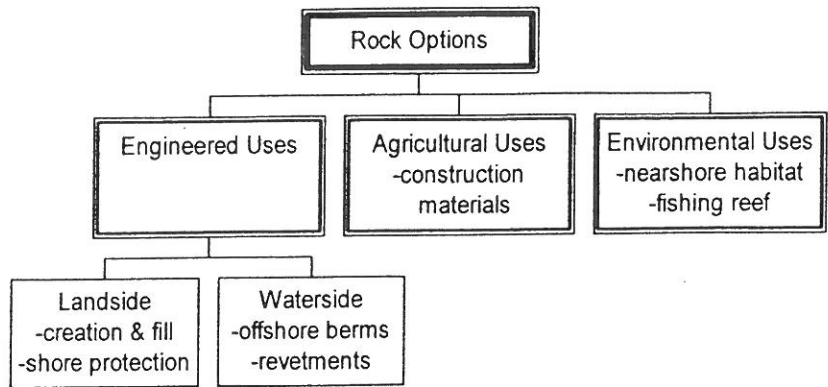 Rock Options
Engineered Uses
Agricultural Uses
-construction
materials
Environmental Uses
-nearshore habitat
-fishing reef
Landside
-creation & fill
-shore protection
Waterside
-offshore berms
-revetments